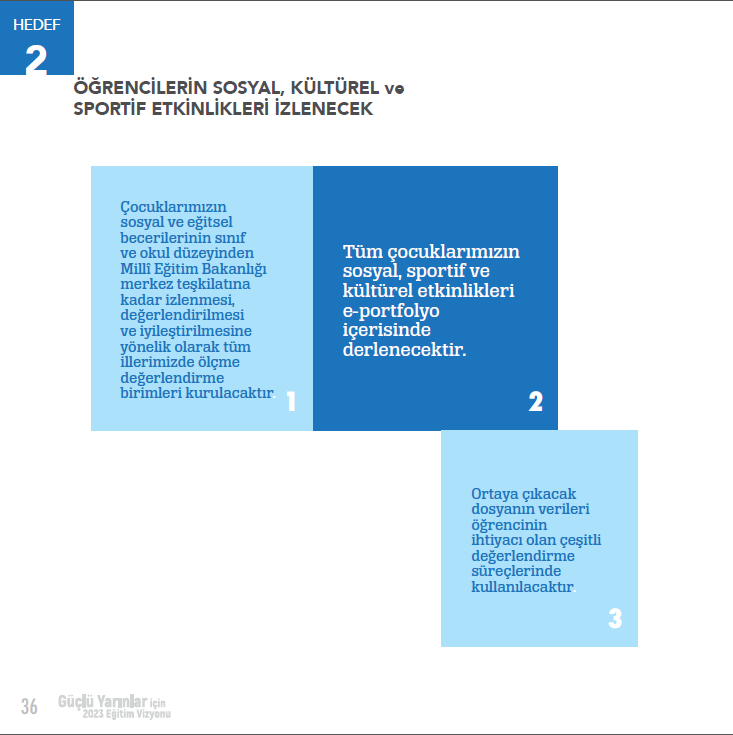 HEDEF
2
ÖĞRENCİLERİN SOSYAL, KÜLTÜREL ve
SPORTİF ETKİNLİKLERİ İZLENECEK
Çocuklarımızın
sosyal ve eğitsel
becerilerinin sınıf
ve okul düzeyinden
Millî Eğitim Bakanlığı
merkez teşkilatına
kadar izlenmesi,
değerlendirilmesi
ve iyileştirilmesine
yönelik olarak tüm
illerimizde ölçme
değerlendirme
birimleri kurulacaktır.
1
Tüm çocuklarımızın
sosyal, sportif ve
kültürel etkinlikleri
e-portfolyo
içerisinde
derlenecektir.
2
Ortaya çıkacak
dosyanın verileri
öğrencinin
ihtiyacı olan çeşitli
değerlendirme
süreçlerinde
kullanılacaktır.
3
36
Güçlü Yarınlar için
2023 Eğitim Vizyonu